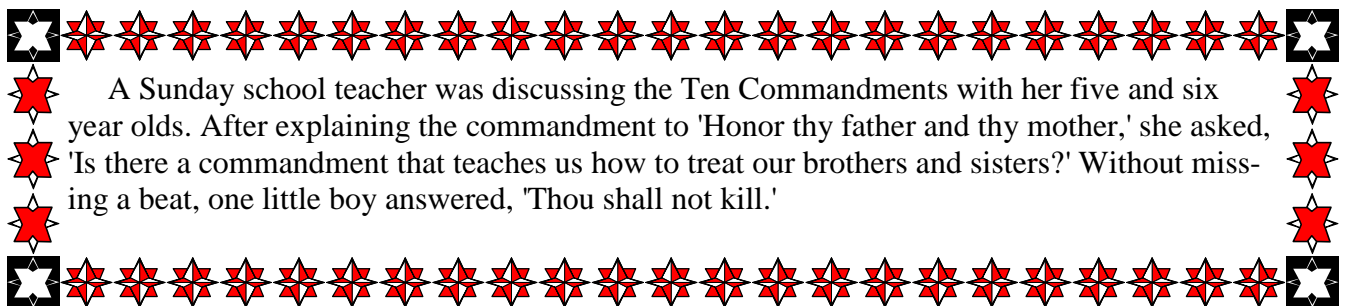 A Sunday school teacher was discussing the Ten Commandments with her five and six
year olds. After explaining the commandment to 'Honor thy father and thy mother,' she asked,
'Is there a commandment that teaches us how to treat our brothers and sisters?' Without miss-
ing a beat, one little boy answered, 'Thou shall not kill.'